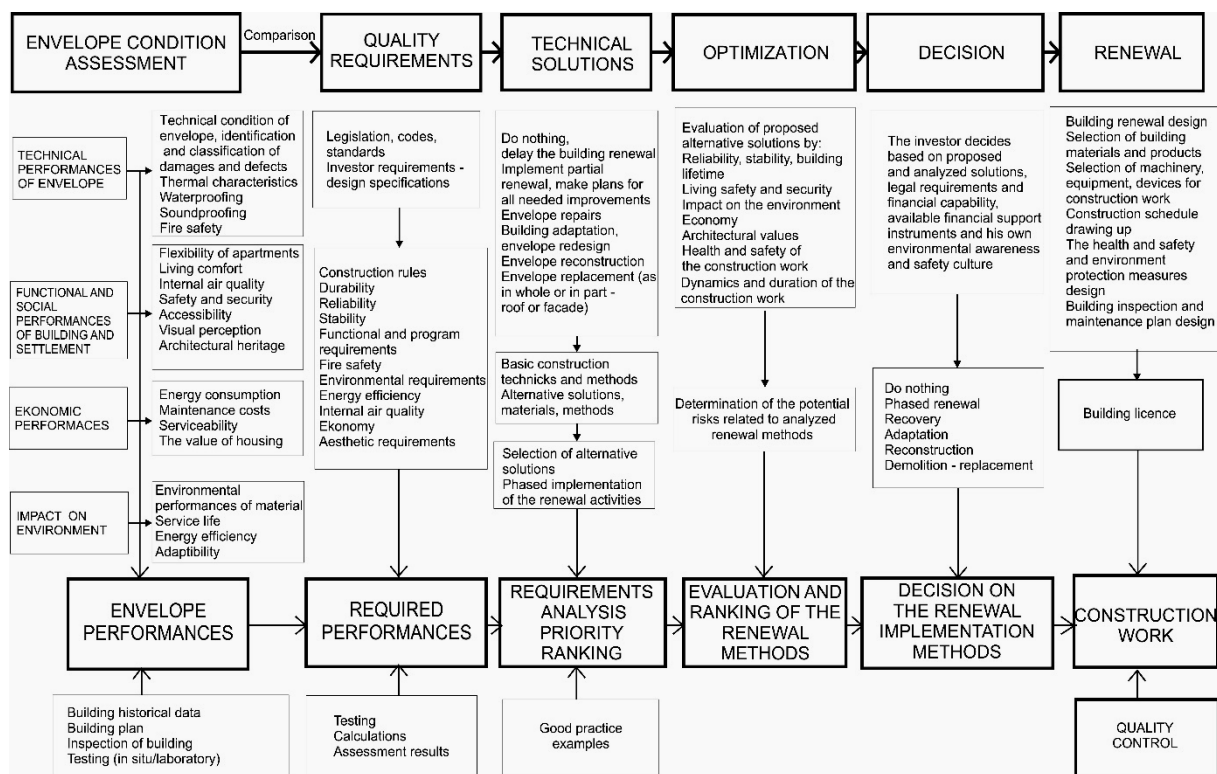 ENVELOPE CONDITION
ASSESSMENT
Comparison
QUALITY
REQUIREMENTS
TECHNICAL
SOLUTIONS
OPTIMIZATION
DECISION
RENEWAL
TECHNICAL
PERFORMANCES
OF ENVELOPE
Technical condition of
envelope, identification
and classification of
damages and defects
Thermal characteristics
Waterproofing
Soundproofing
Fire safety
FUNCTIONAL AND
SOCIAL
PERFORMANCES
OF BUILDING AND
SETTLEMENT
Flexibility of apartments
Living comfort
Internal air quality
Safety and security
Accessibility
Visual perception
Architectural heritage
EKONOMIC
PERFORMACES
Energy consumption
Maintenance costs
Serviceability
The value of housing
IMPACT ON
ENVIRONMENT
Environmental
performances of material
Service life
Energy efficiency
Adaptibility
Legislation, codes,
standards
Investor requirements -
design specifications
Construction rules
Durability
Reliability
Stability
Functional and program
requirements
Fire safety
Environmental requirements
Energy efficiency
Internal air quality
Ekonomy
Aesthetic requirements
Do nothing,
delay the building renewal
Implement partial
renewal, make plans for
all needed improvements
Envelope repairs
Building adaptation,
envelope redesign
Envelope reconstruction
Envelope replacement (as
in whole or in part -
roof or facade)
Basic construction
technicks and methods
Alternative solutions,
materials, methods
Selection of alternative
solutions
Phased implementation
of the renewal activities
Evaluation of proposed
alternative solutions by:
Reliability, stability, building
lifetime
Living safety and security
Impact on the environment
Economy
Architectural values
Health and safety of
the construction work
Dynamics and duration of the
construction work
Determination of the potential
risks related to analyzed
renewal methods
The investor decides
based on proposed
and analyzed solutions,
legal requirements and
financial capability,
available financial support
instruments and his own
environmental awareness
and safety culture
Do nothing
Phased renewal
Recovery
Adaptation
Reconstruction
Demolition - replacement
Building renewal design
Selection of building
materials and products
Selection of machinery,
equipment, devices for
construction work
Construction schedule
drawing up
The health and safety
and environment
protection measures
design
Building inspection and
maintenance plan design
Building licence
ENVELOPE
PERFORMANCES
REQUIRED
PERFORMANCES
REQUIREMENTS
ANALYSIS
PRIORITY
RANKING
EVALUATION AND
RANKING OF THE
RENEWAL
METHODS
DECISION ON
THE RENEWAL
IMPLEMENTATION
METHODS
CONSTRUCTION
WORK
Building historical data
Building plan
Inspection of building
Testing (in situ/laboratory)
Testing
Calculations
Assessment results
Good practice
examples
QUALITY
CONTROL